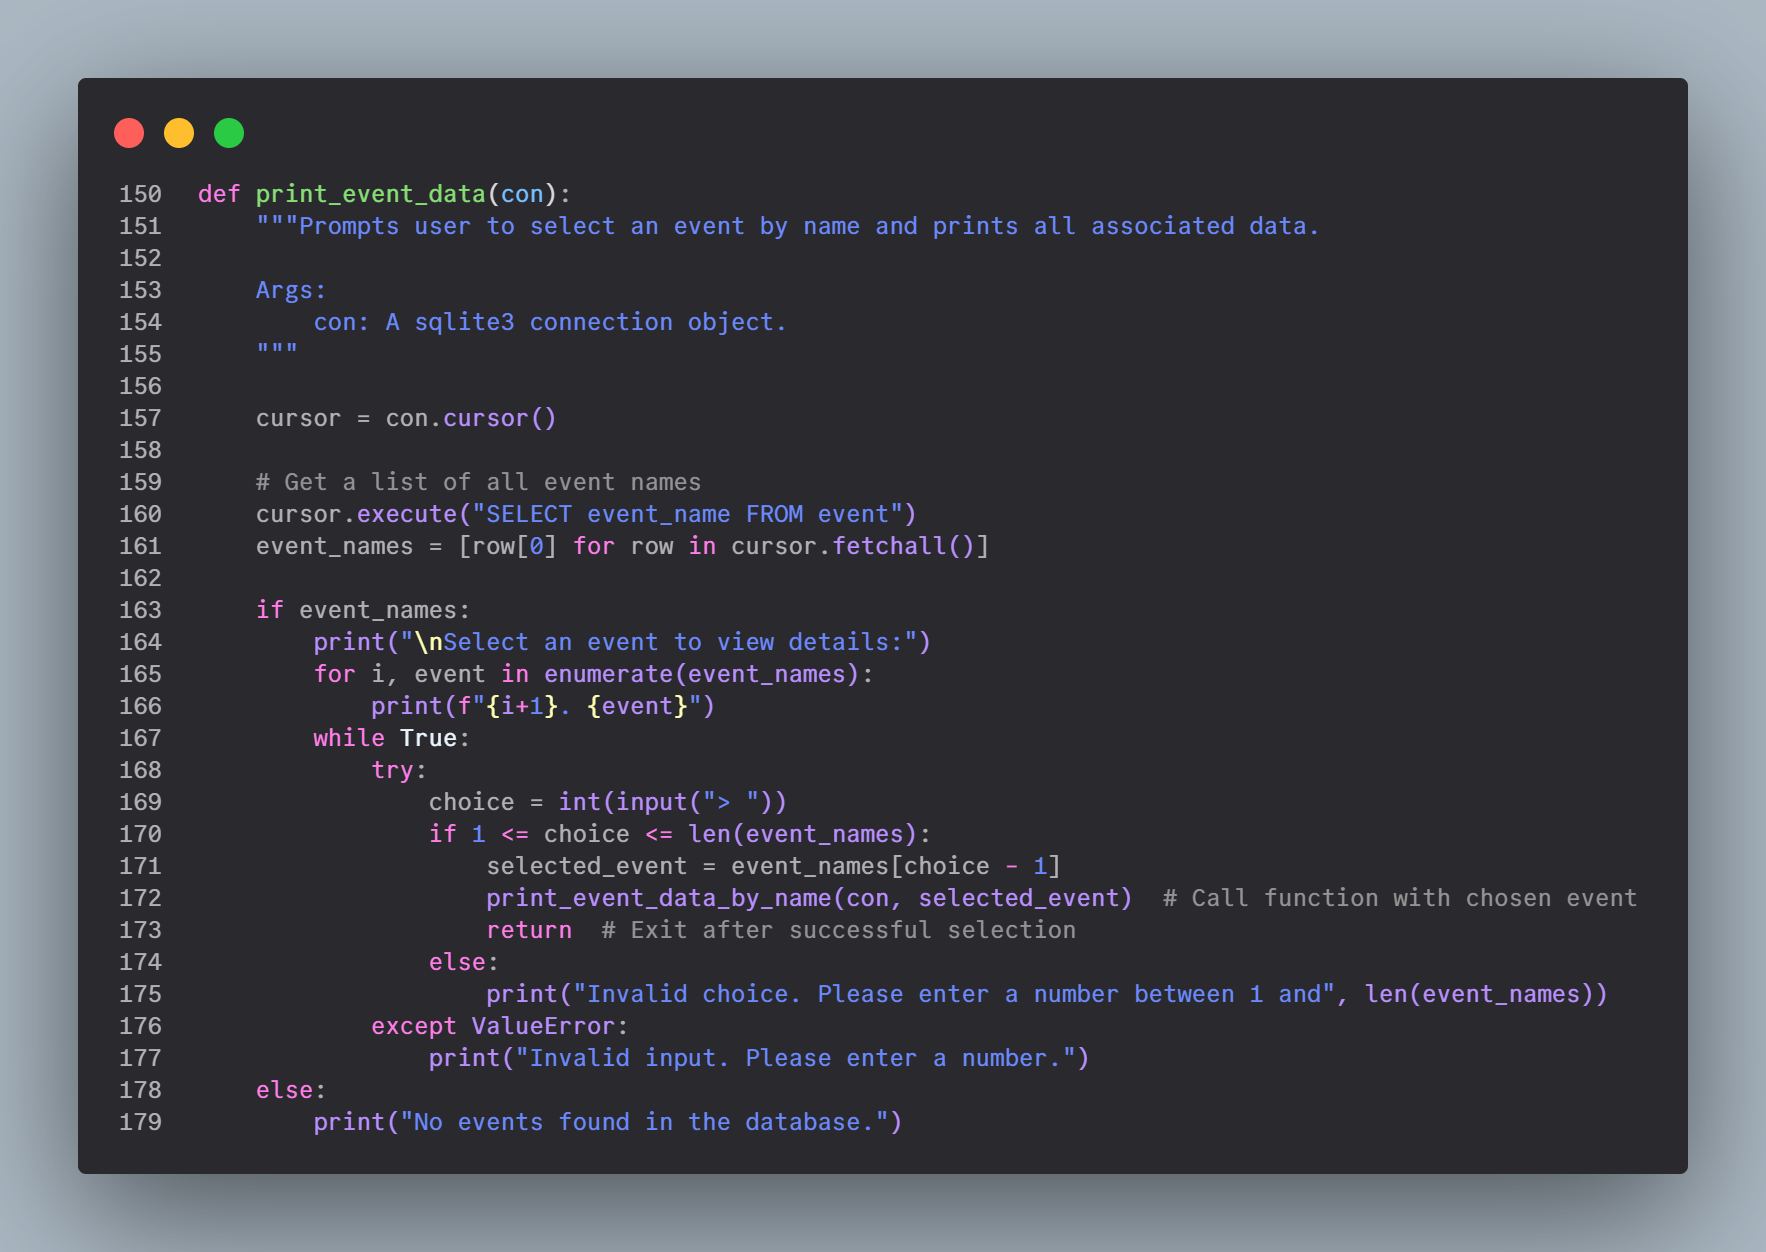 150 def print_event_data(con):
151     """Prompts user to select an event by name and prints all associated data.
152
153     Args:
154         con: A sqlite3 connection object.
155     """
156
157     cursor = con.cursor()
158
159     # Get a list of all event names
160     cursor.execute("SELECT event_name FROM event")
161     event_names = [row[0] for row in cursor.fetchall()]
162
163     if event_names:
164         print("\nSelect an event to view details:")
165         for i, event in enumerate(event_names):
166             print(f"{i+1}. {event}")
167         while True:
168             try:
169                 choice = int(input("> "))
170                 if 1 <= choice <= len(event_names):
171                     selected_event = event_names[choice - 1]
172                     print_event_data_by_name(con, selected_event)  # Call function with chosen event
173                     return  # Exit after successful selection
174                 else:
175                     print("Invalid choice. Please enter a number between 1 and", len(event_names))
176             except ValueError:
177                 print("Invalid input. Please enter a number.")
178     else:
179         print("No events found in the database.")